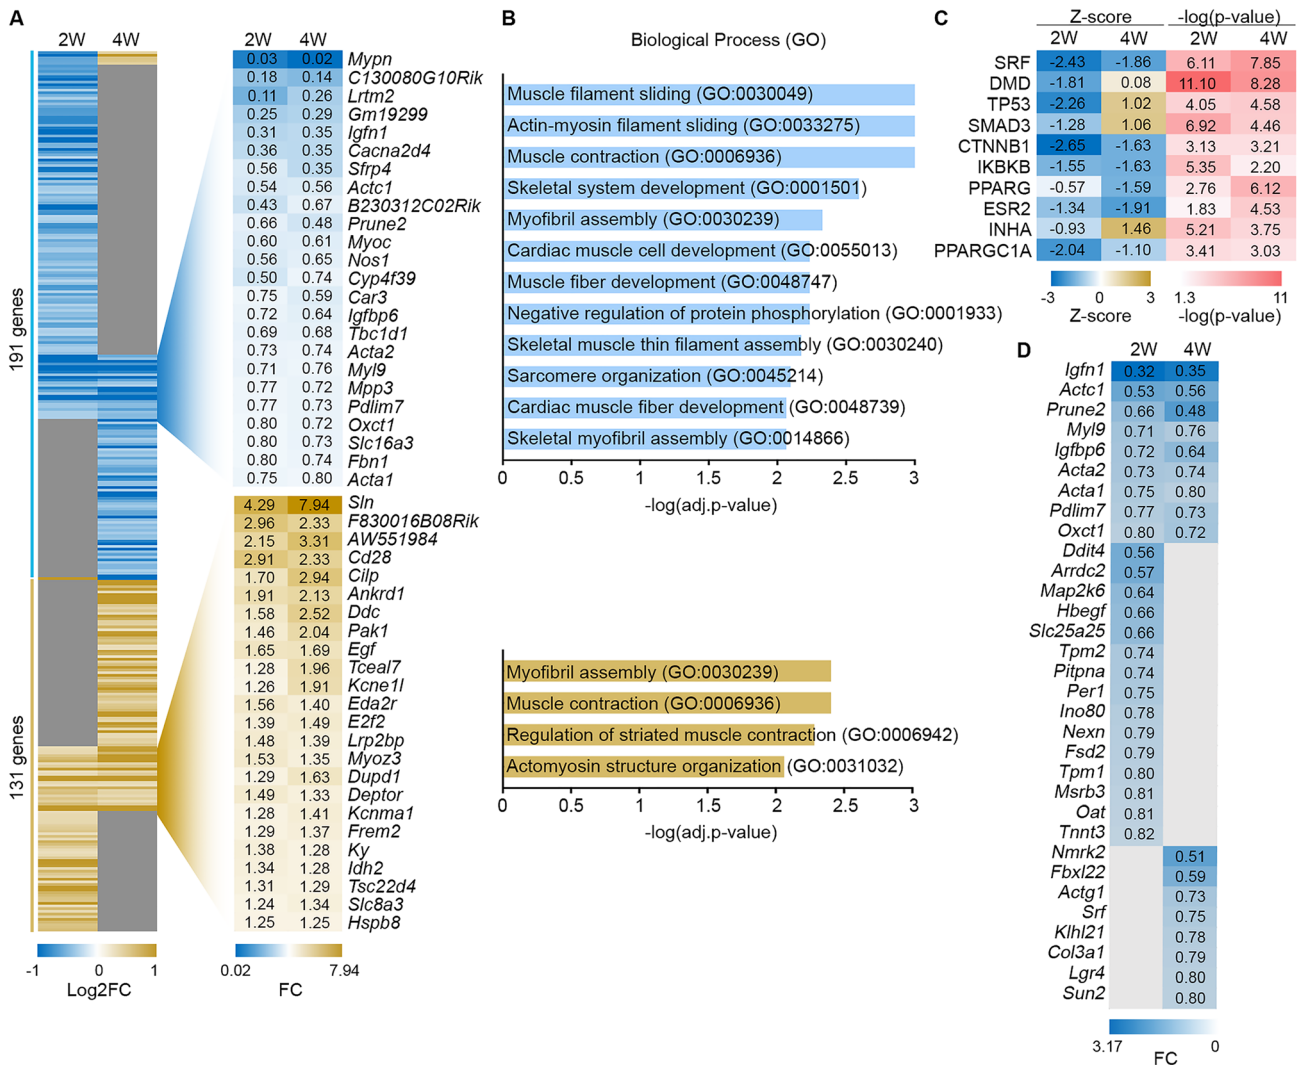 A
2W 4W
191 genes
131 genes
-1 0 1
Log2FC
2W 4W
0.03 0.02 Mypn
0.18 0.14 C130080G10Rik
0.11 0.26 Lrtm2
0.25 0.29 Gm19299
0.31 0.35 Igfn1
0.36 0.35 Cacna2d4
0.56 0.35 Sfrp4
0.54 0.56 Actc1
0.43 0.67 B230312C02Rik
0.66 0.48 Prune2
0.60 0.61 Myoc
0.56 0.65 Nos1
0.50 0.74 Cyp4f39
0.75 0.59 Car3
0.72 0.64 Igfbp6
0.69 0.68 Tbc1d1
0.73 0.74 Acta2
0.71 0.76 Myl9
0.77 0.72 Mpp3
0.77 0.73 Pdlim7
0.80 0.72 Oxct1
0.80 0.73 Slc16a3
0.80 0.74 Fbn1
0.75 0.80 Acta1
4.29 7.94 Sln
2.96 2.33 F830016B08Rik
2.15 3.31 AW551984
2.91 2.33 Cd28
1.70 2.94 Cilp
1.91 2.13 Ankrd1
1.58 2.52 Ddc
1.46 2.04 Pak1
1.65 1.69 Egf
1.28 1.96 Tceal7
1.26 1.91 Kcne1l
1.56 1.40 Eda2r
1.39 1.49 E2f2
1.48 1.39 Lrp2bp
1.53 1.35 Myoz3
1.29 1.63 Dupd1
1.49 1.33 Deptor
1.28 1.41 Kcnma1
1.29 1.37 Frem2
1.38 1.28 Ky
1.34 1.28 Idh2
1.31 1.29 Tsc22d4
1.24 1.34 Slc8a3
1.25 1.25 Hspb8
0.02 7.94
FC
B
Biological Process (GO)
Muscle filament sliding (GO:0030049)
Actin-myosin filament sliding (GO:0033275)
Muscle contraction (GO:0006936)
Skeletal system development (GO:0001501)
Myofibril assembly (GO:0030239)
Cardiac muscle cell development (GO:0055013)
Muscle fiber development (GO:0048747)
Negative regulation of protein phosphorylation (GO:0001933)
Skeletal muscle thin filament assembly (GO:0030240)
Sarcomere organization (GO:0045214)
Cardiac muscle fiber development (GO:0048739)
Skeletal myofibril assembly (GO:0014866)
0 0.5 1 1.5 2 2.5 3
-log(adj.p-value)
Myofibril assembly (GO:0030239)
Muscle contraction (GO:0006936)
Regulation of striated muscle contraction (GO:0006942)
Actomyosin structure organization (GO:0031032)
0 0.5 1 1.5 2 2.5 3
-log(adj.p-value)
C
Z-score -log(p-value)
2W 4W 2W 4W
SRF -2.43 -1.86 6.11 7.85
DMD -1.81 0.08 11.10 8.28
TP53 -2.26 1.02 4.05 4.58
SMAD3 -1.28 1.06 6.92 4.46
CTNNB1 -2.65 -1.63 3.13 3.21
IKBKB -1.55 -1.63 5.35 2.20
PPARG -0.57 -1.59 2.76 6.12
ESR2 -1.34 -1.91 1.83 4.53
INHA -0.93 1.46 5.21 3.75
PPARGC1A -2.04 -1.10 3.41 3.03
-3 0 3 1.3 11
Z-score -log(p-value)
D
2W 4W
Igfn1 0.32 0.35
Actc1 0.53 0.56
Prune2 0.66 0.48
Myl9 0.71 0.76
Igfbp6 0.72 0.64
Acta2 0.73 0.74
Acta1 0.75 0.80
Pdlim7 0.77 0.73
Oxct1 0.80 0.72
Ddit4 0.56
Arrdc2 0.57
Map2k6 0.64
Hbegf 0.66
Slc25a25 0.66
Tpm2 0.74
Pitpna 0.74
Per1 0.75
Ino80 0.78
Nexn 0.79
Fsd2 0.79
Tpm1 0.80
Msrb3 0.81
Oat 0.81
Tnnt3 0.82
Nmrk2 0.51
Fbxl22 0.59
Actg1 0.73
Srf 0.75
Klhl21 0.78
Col3a1 0.79
Lgr4 0.80
Sun2 0.80
3.17 0
FC